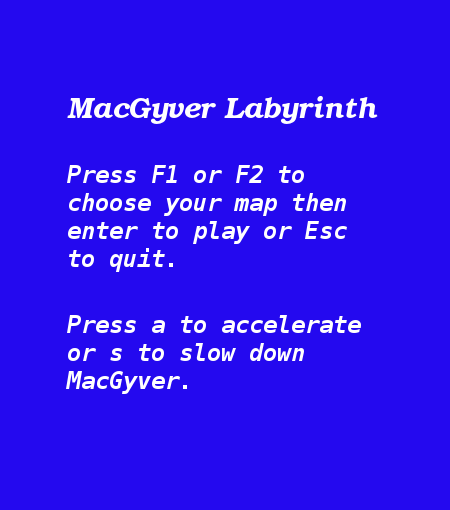 MacGyver Labyrinth
Press F1 or F2 to
choose your map then
enter to play or Esc
to quit.
Press a to accelerate
or s to slow down
MacGyver.